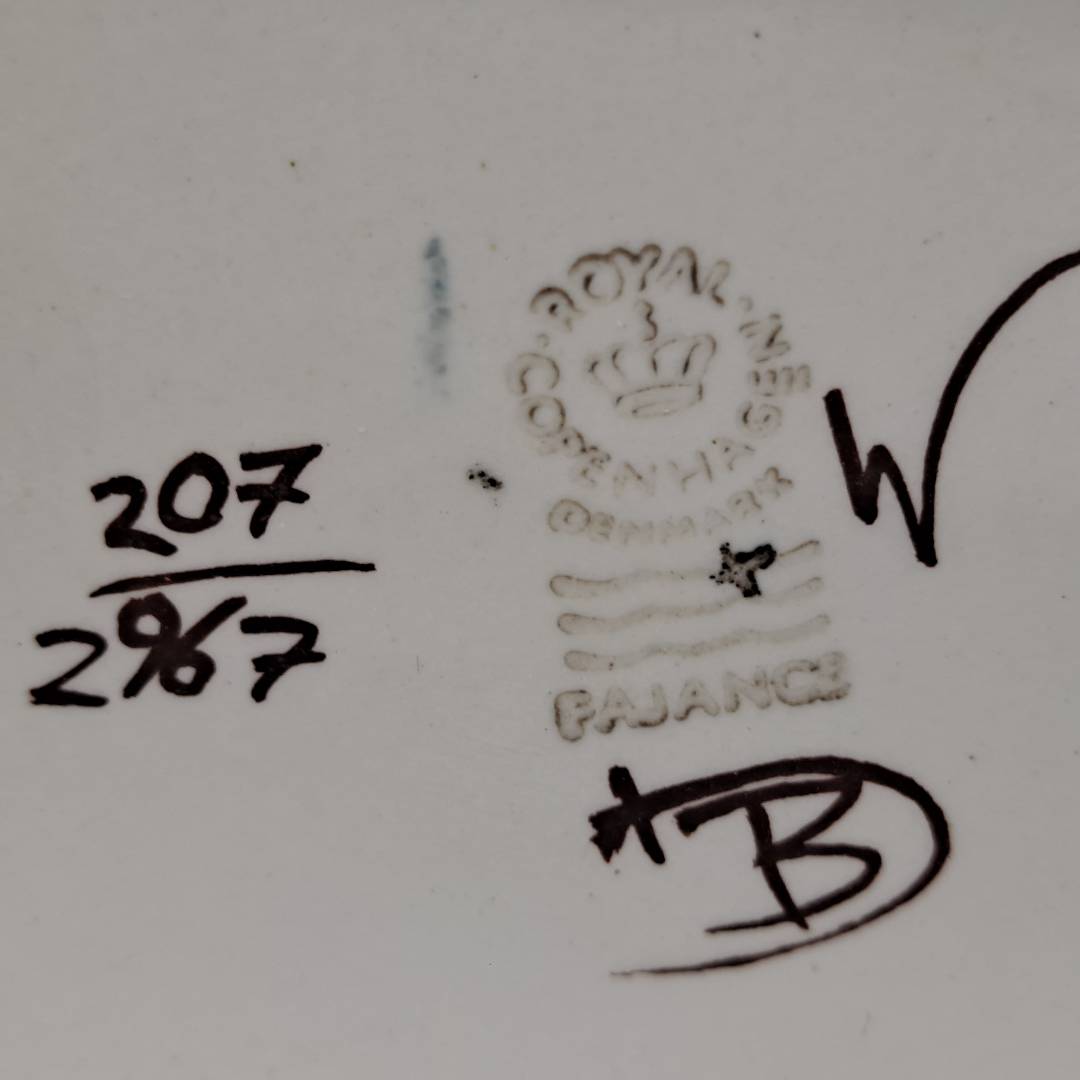 ROYAL
COPENHAGEN
DENMARK
FAJANCE
207
2967
W